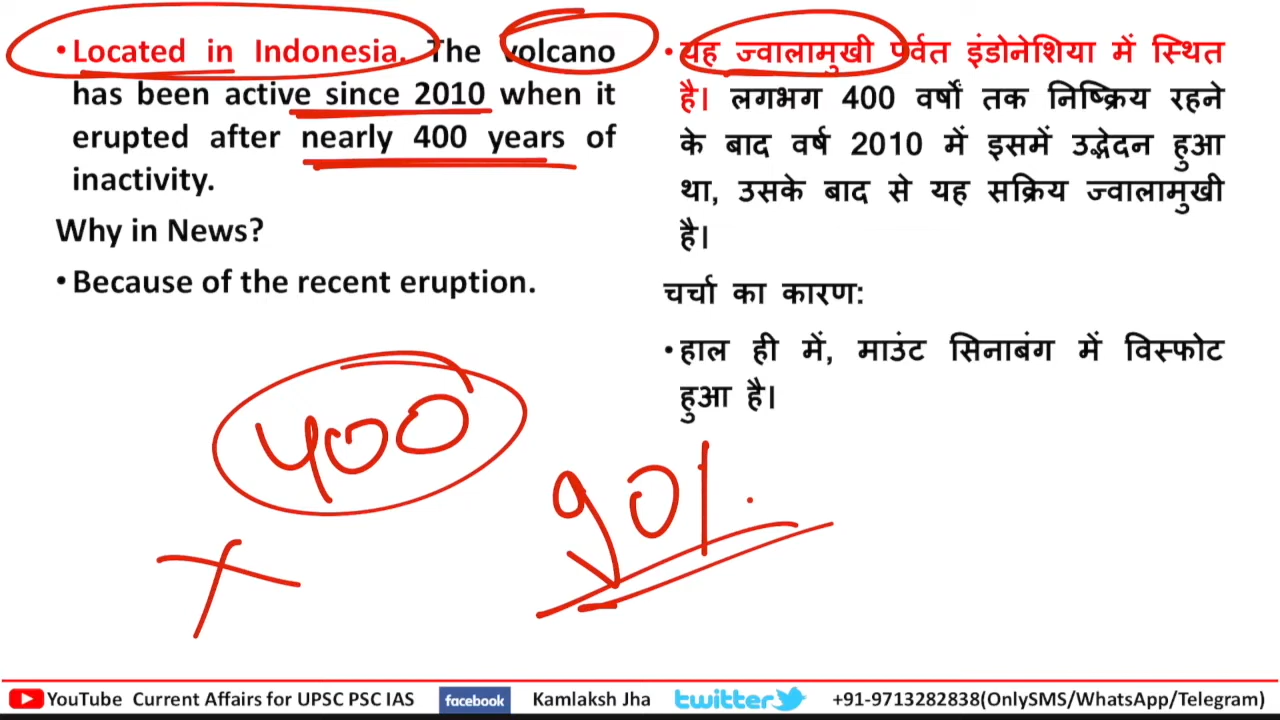 • Located in Indonesia. The volcano
has been active since 2010 when it
erupted after nearly 400 years of
inactivity.
Why in News?
• Because of the recent eruption.
• यह ज्वालामुखी पर्वत इंडोनेशिया में स्थित
है। लगभग 400 वर्षों तक निष्क्रिय रहने
के बाद वर्ष 2010 में इसमें उद्भेदन हुआ
था, उसके बाद से यह सक्रिय ज्वालामुखी
है।
चर्चा का कारण:
• हाल ही में, माउंट सिनाबंग में विस्फोट
हुआ है।
400
YouTube Current Affairs for UPSC PSC IAS facebook Kamlaksh Jha twitter +91-9713282838(OnlySMS/WhatsApp/Telegram)